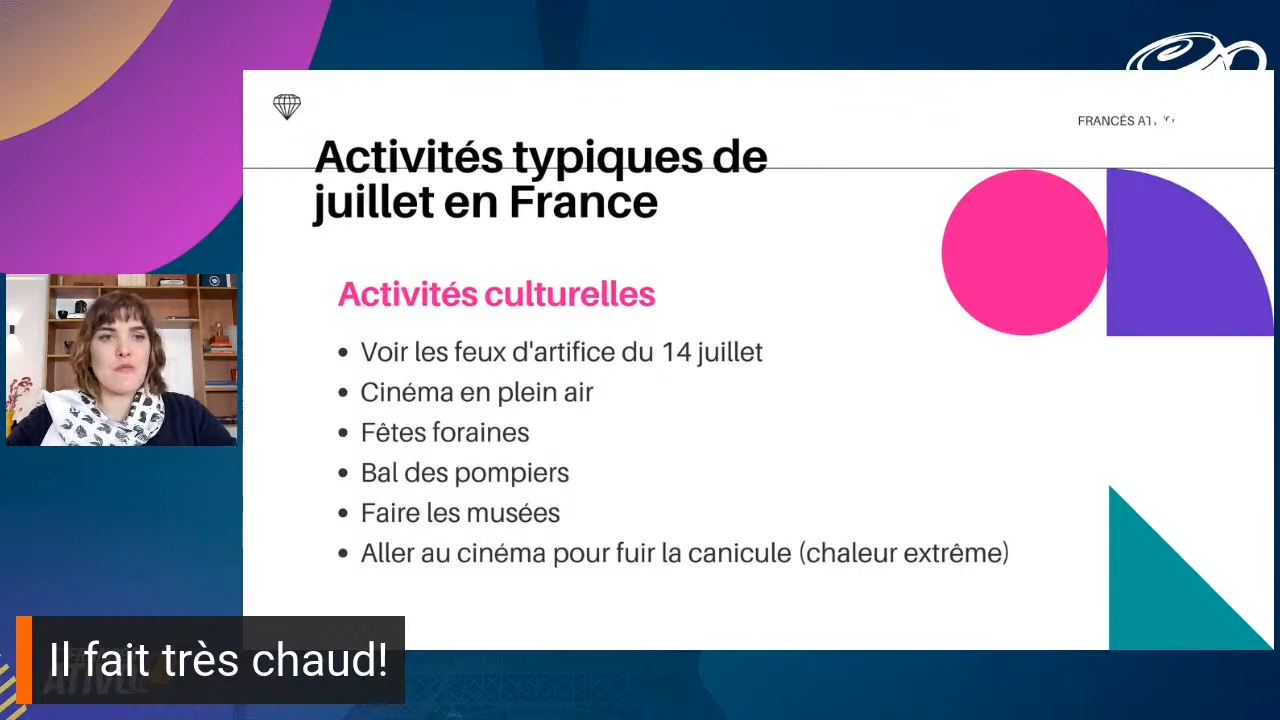 FRANCÊS
Activités typiques de
juillet en France
Activités culturelles
• Voir les feux d'artifice du 14 juillet
• Cinéma en plein air
• Fêtes foraines
• Bal des pompiers
• Faire les musées
• Aller au cinéma pour fuir la canicule (chaleur extrême)
Il fait très chaud!